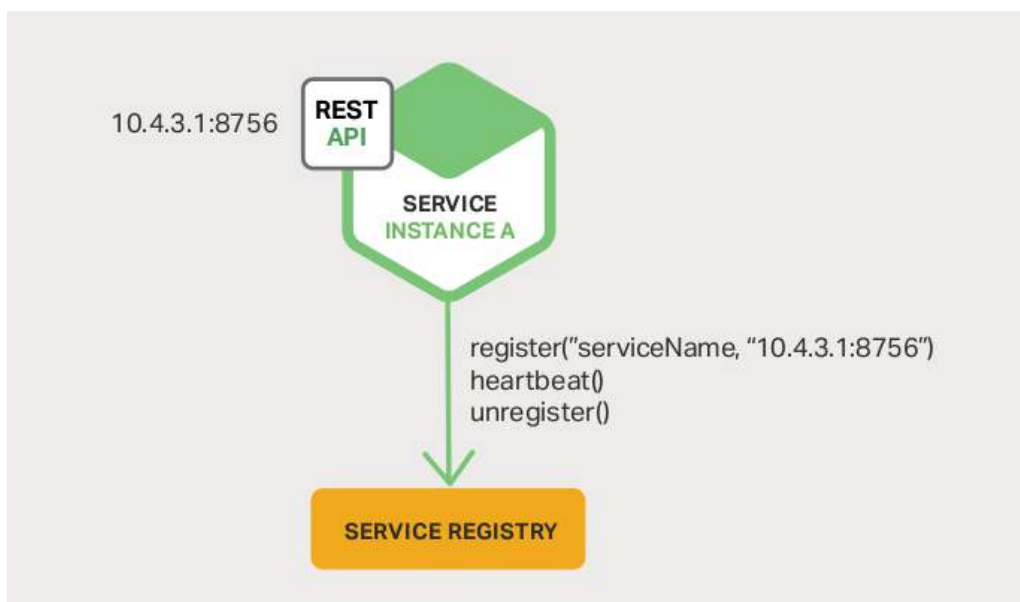 10.4.3.1:8756
REST
API
SERVICE
INSTANCE A
register("serviceName, “10.4.3.1:8756”)
heartbeat()
unregister()
SERVICE REGISTRY